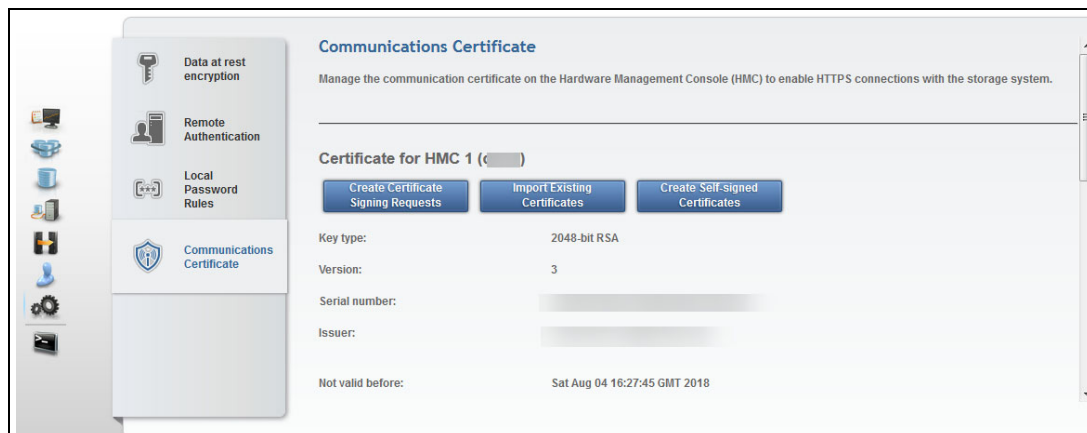 Data at rest
encryption
Remote
Authentication
Local
Password
Rules
Communications
Certificate
Communications Certificate
Manage the communication certificate on the Hardware Management Console (HMC) to enable HTTPS connections with the storage system.
Certificate for HMC 1 ( )
Create Certificate
Signing Requests
Import Existing
Certificates
Create Self-signed
Certificates
Key type: 2048-bit RSA
Version: 3
Serial number:
Issuer:
Not valid before: Sat Aug 04 16:27:45 GMT 2018